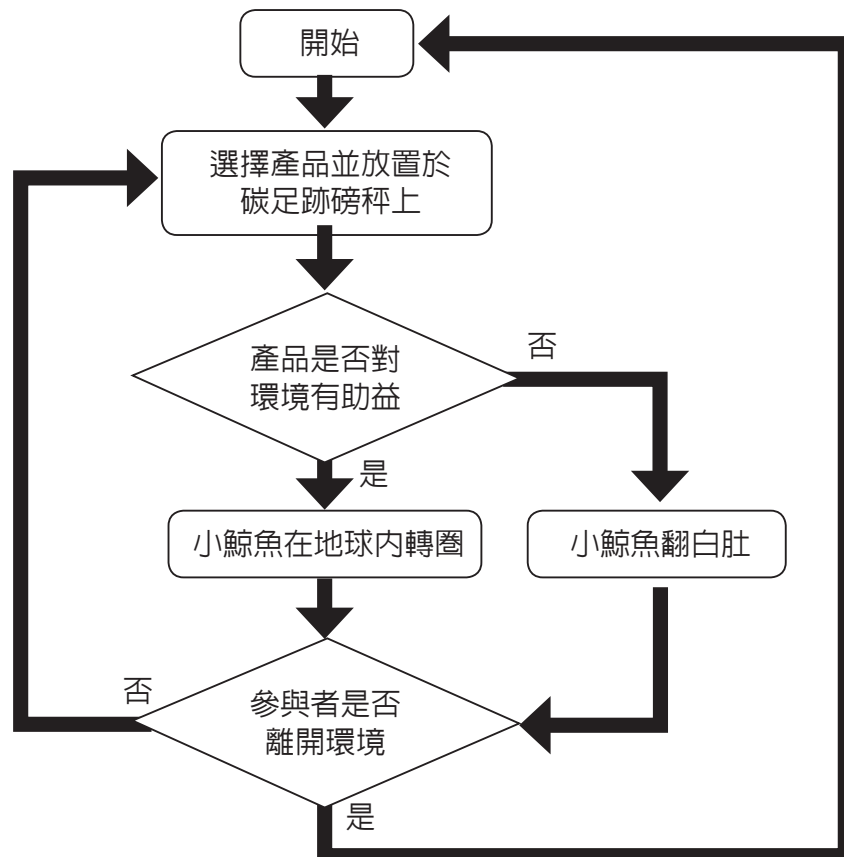 開始
選擇產品並放置於
碳足跡磅秤上
產品是否對
環境有助益
否
是
小鯨魚在地球內轉圈
小鯨魚翻白肚
否
參與者是否
離開環境
是